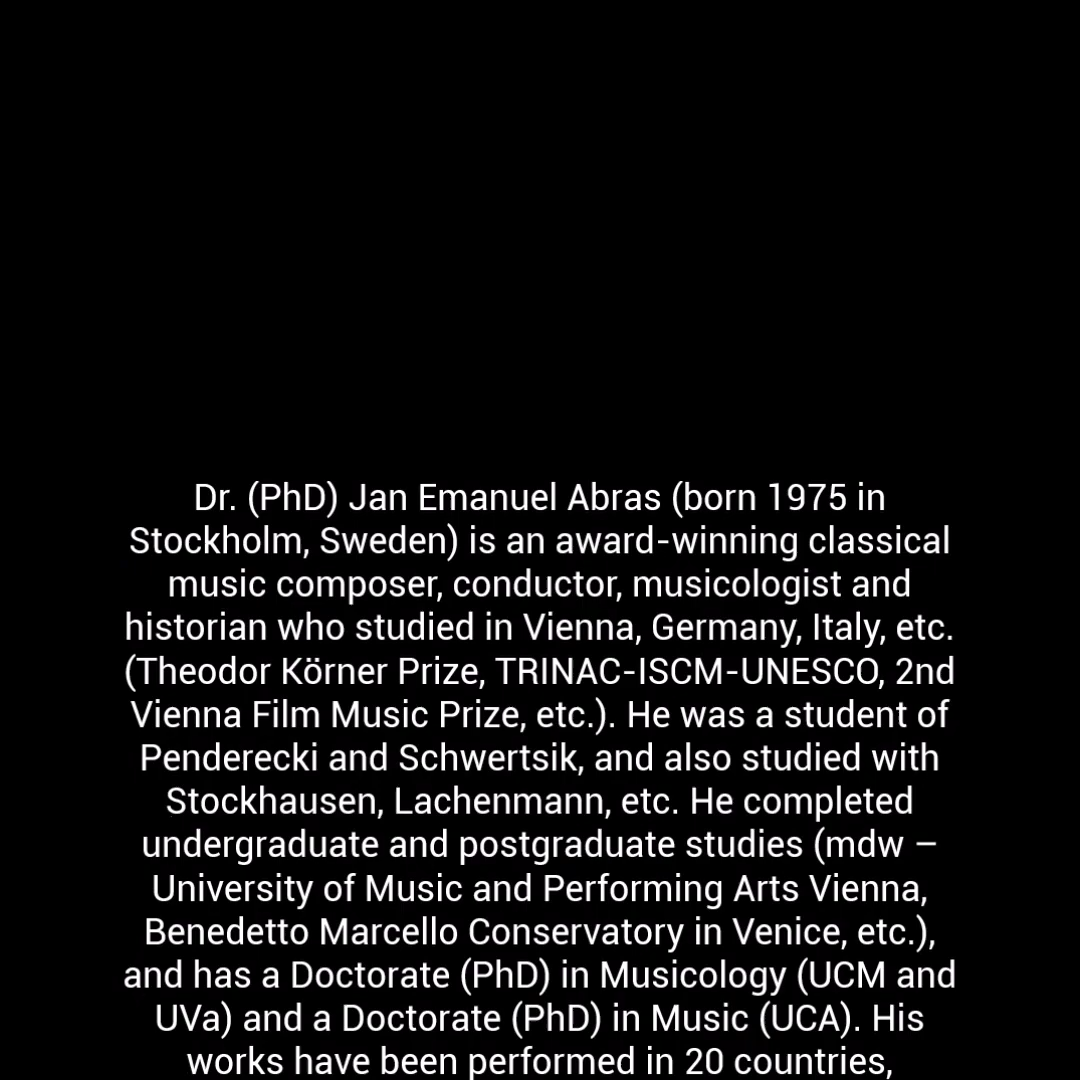 Dr. (PhD) Jan Emanuel Abras (born 1975 in
Stockholm, Sweden) is an award-winning classical
music composer, conductor, musicologist and
historian who studied in Vienna, Germany, Italy, etc.
(Theodor Körner Prize, TRINAC-ISCM-UNESCO, 2nd
Vienna Film Music Prize, etc.). He was a student of
Penderecki and Schwertsik, and also studied with
Stockhausen, Lachenmann, etc. He completed
undergraduate and postgraduate studies (mdw –
University of Music and Performing Arts Vienna,
Benedetto Marcello Conservatory in Venice, etc.),
and has a Doctorate (PhD) in Musicology (UCM and
UVa) and a Doctorate (PhD) in Music (UCA). His
works have been performed in 20 countries,